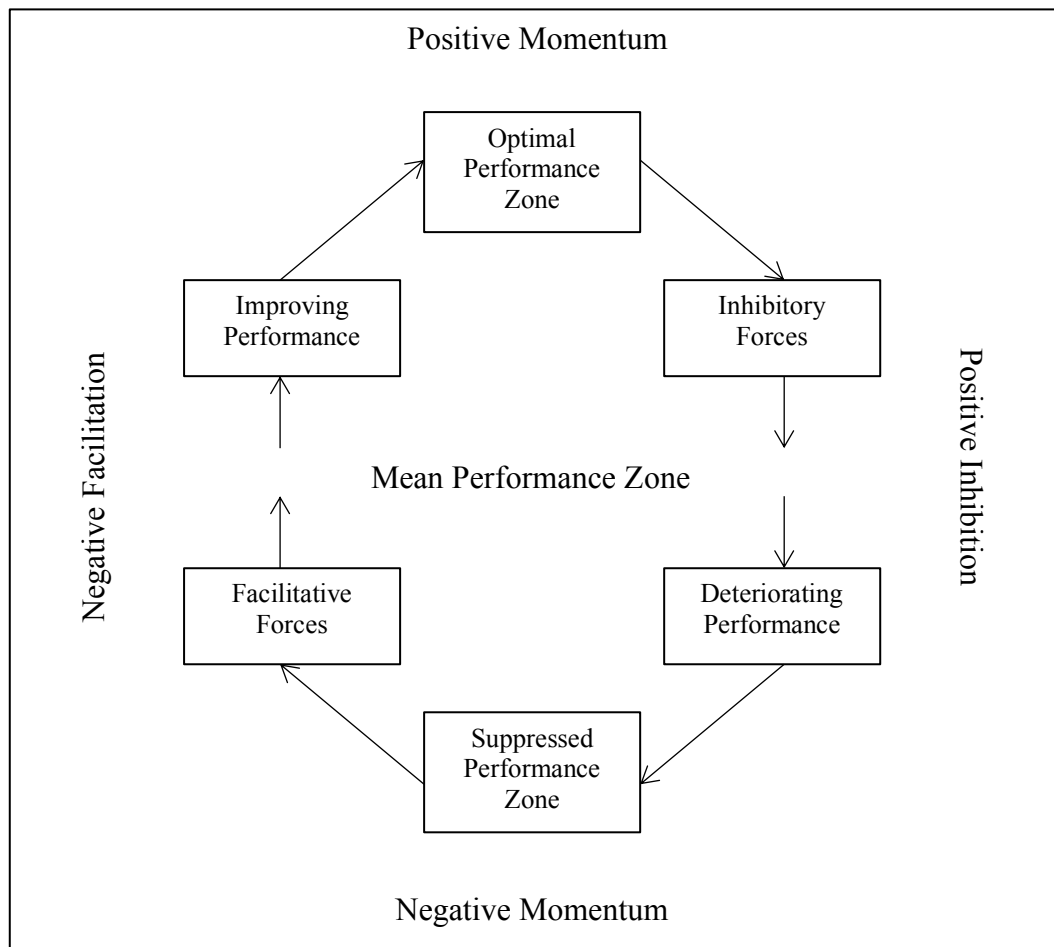 Positive Momentum
Optimal
Performance
Zone
Improving
Performance
Inhibitory
Forces
Negative Facilitation
Mean Performance Zone
Positive Inhibition
Facilitative
Forces
Deteriorating
Performance
Suppressed
Performance
Zone
Negative Momentum